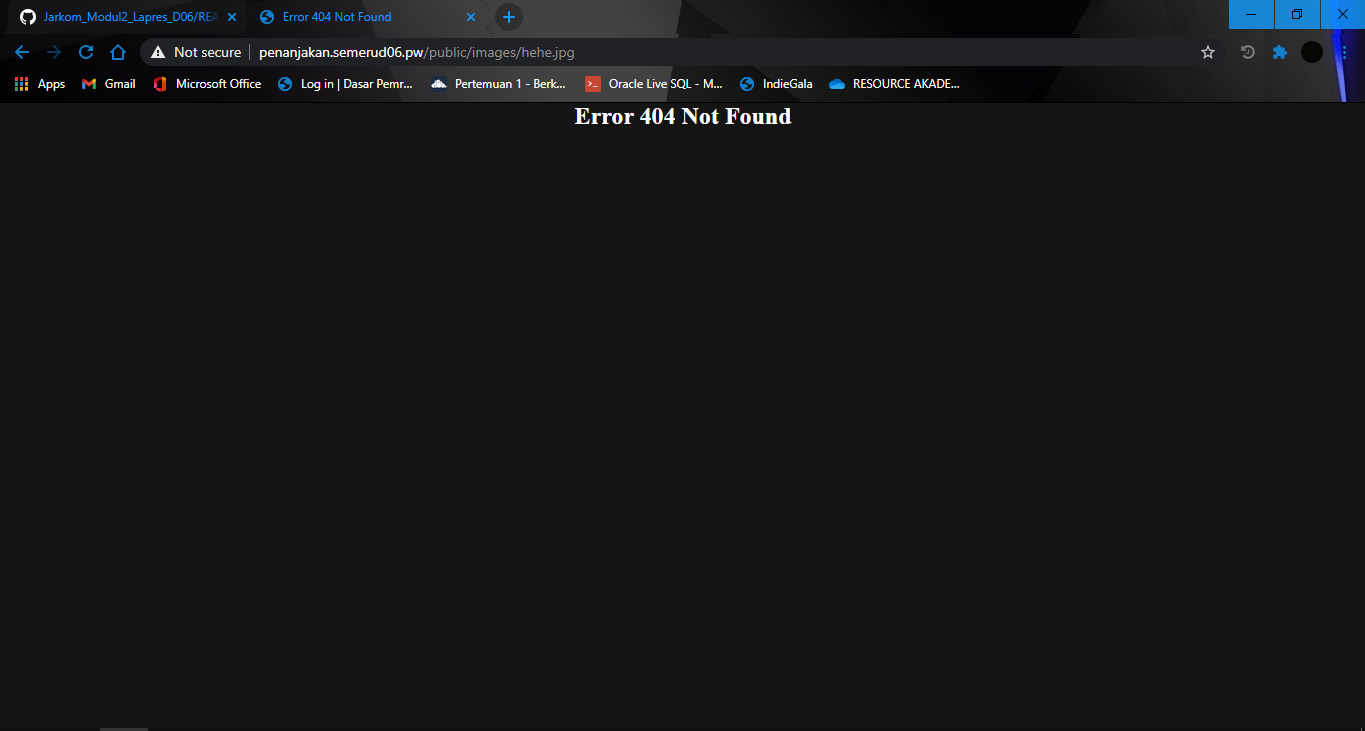 Jarkom_Modul2_Lapres_D06/REA
Error 404 Not Found
Not secure
penanjakan.semerud06.pw/public/images/hehe.jpg
Apps
Gmail
Microsoft Office
Log in | Dasar Pemr...
Pertemuan 1 - Berk...
Oracle Live SQL - M...
IndieGala
RESOURCE AKADE...
Error 404 Not Found